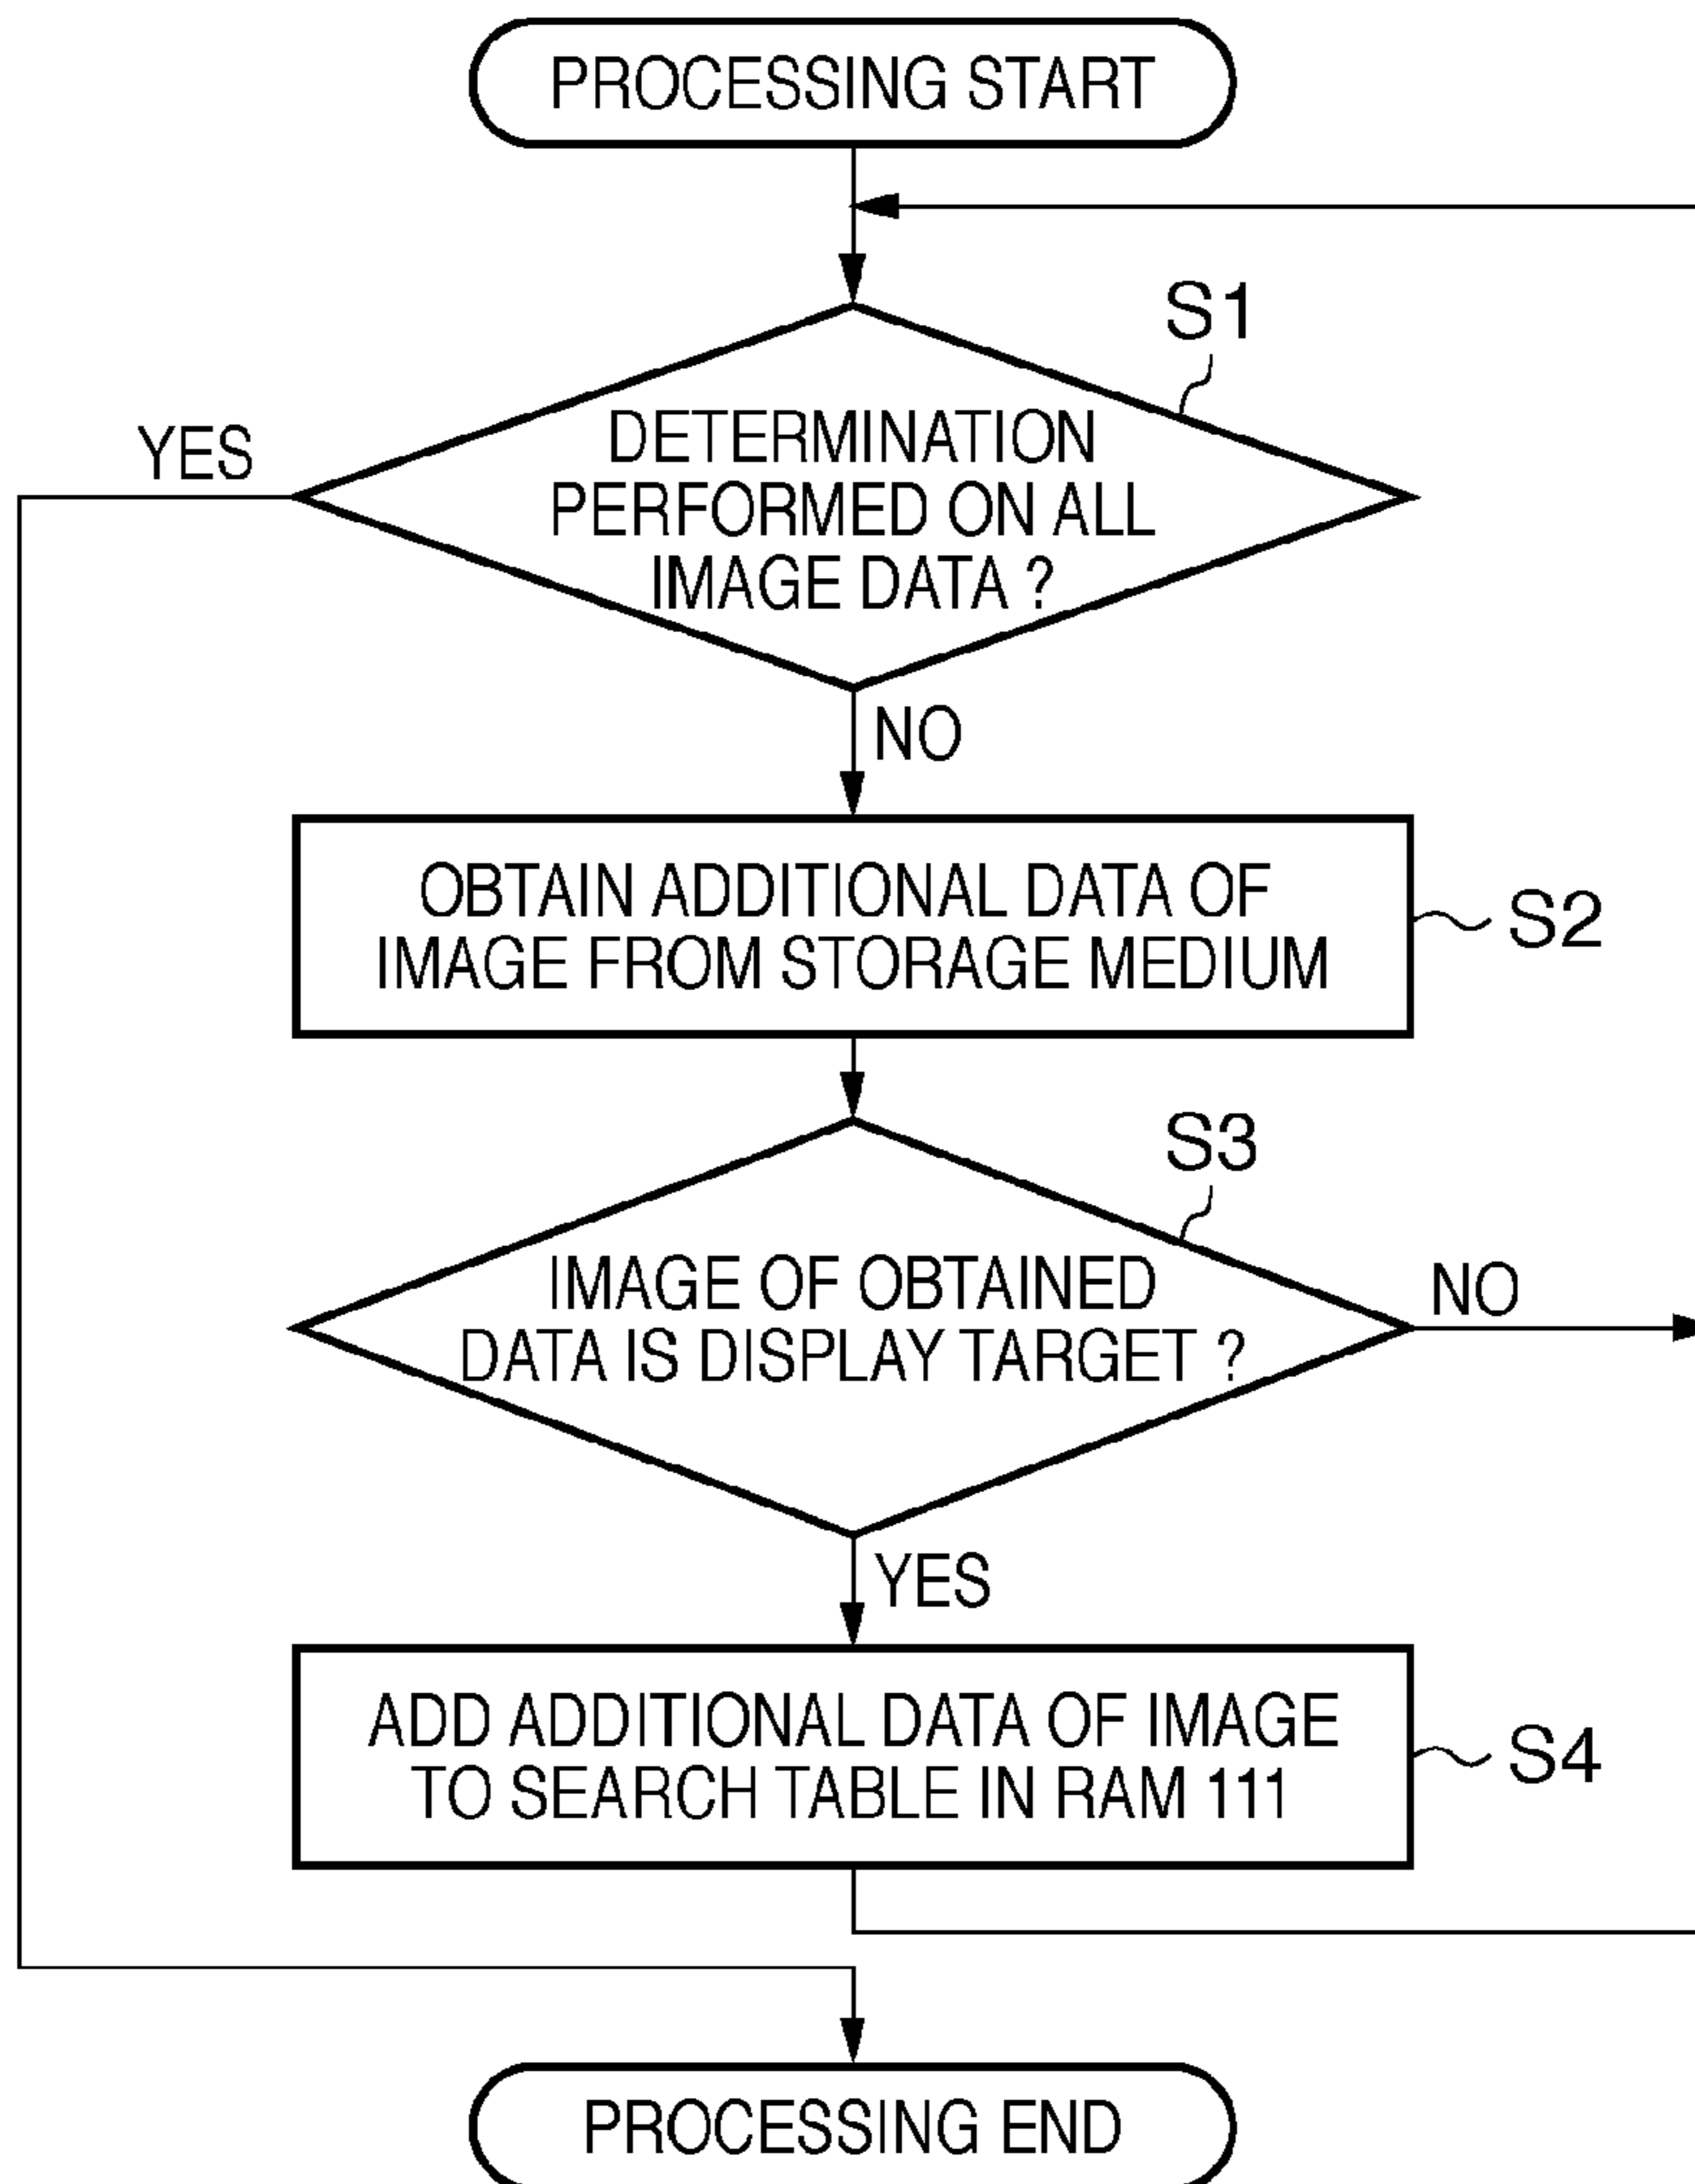 PROCESSING START
S1
YES
DETERMINATION
PERFORMED ON ALL
IMAGE DATA ?
NO
OBTAIN ADDITIONAL DATA OF
IMAGE FROM STORAGE MEDIUM
S2
S3
IMAGE OF OBTAINED
DATA IS DISPLAY TARGET ?
NO
YES
ADD ADDITIONAL DATA OF IMAGE
TO SEARCH TABLE IN RAM 111
S4
PROCESSING END